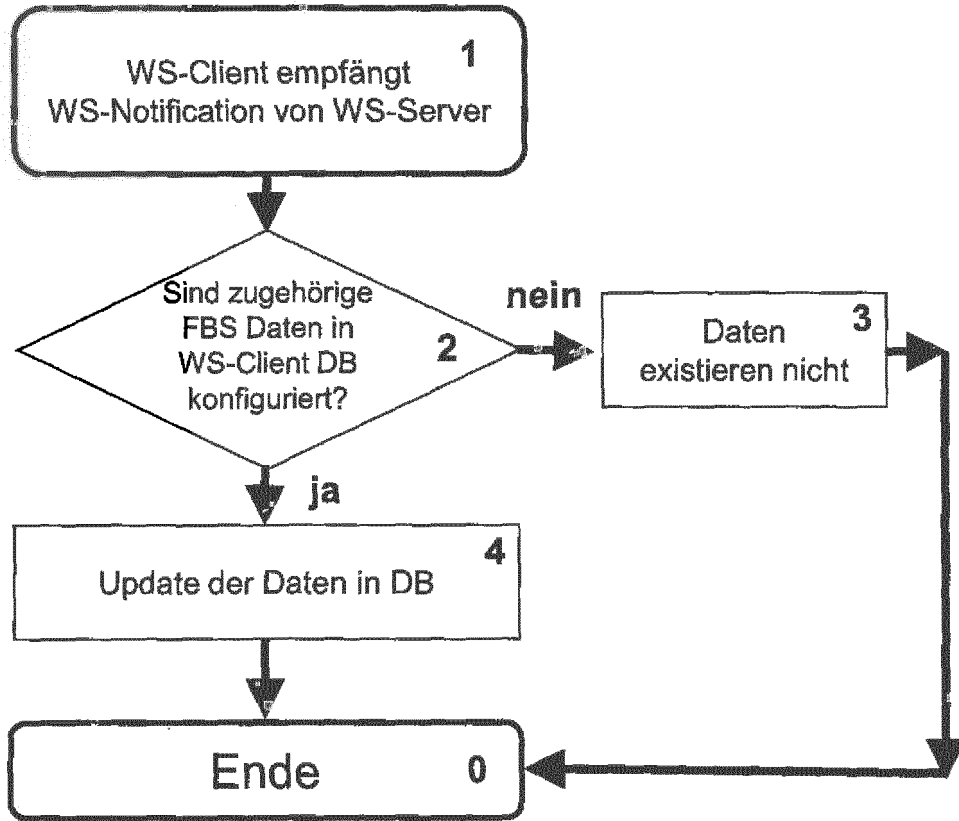 1
WS-Client empfängt
WS-Notification von WS-Server
Sind zugehörige
FBS Daten in
WS-Client DB
konfiguriert?
2
nein
Daten
existieren nicht
3
ja
4
Update der Daten in DB
Ende
0